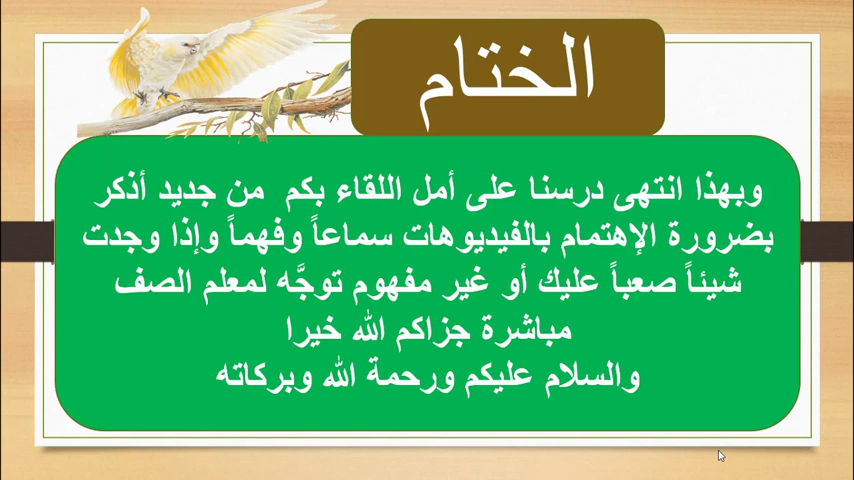 الختام
وبهذا انتهى درسنا على أمل اللقاء بكم من جديد أذكر
بضرورة الإهتمام بالفيديوهات سماعاً وفهماً وإذا وجدت
شيئاً صعباً عليك أو غير مفهوم توجَّه لمعلم الصف
مباشرة جزاكم الله خيرا
والسلام عليكم ورحمة الله وبركاته